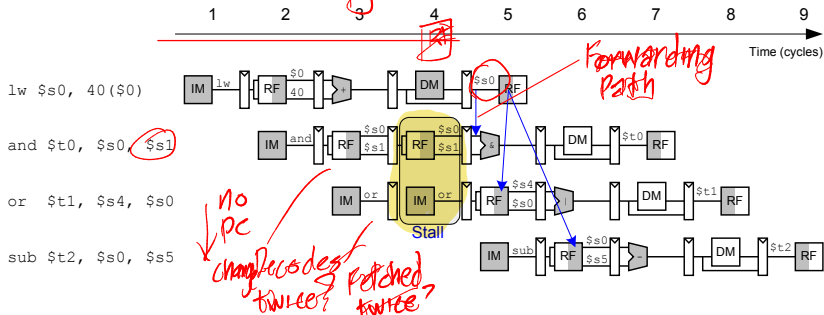 1 2 3 4 5 6 7 8 9
Time (cycles)
lw $s0, 40($0)
IM lw RF $0 40 + DM $s0 RF
Forwarding
Path
and $t0, $s0, $s1
IM and RF $s0 $s1 RF $s0 $s1 & DM $t0 RF
or $t1, $s4, $s0
IM or IM or RF $s4 $s0 | DM $t1 RF
Stall
no
PC
sub $t2, $s0, $s5
IM sub RF $s0 $s5 - DM $t2 RF
Decodes Fetched
twice? twice?